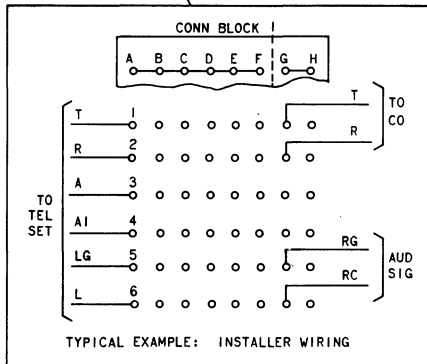 CONN BLOCK
A B C D E F G H
T 1 T
R 2 R
TO CO
A 3
TO TEL SET
A1 4
LG 5 RG
L 6 RC
AUD SIG
TYPICAL EXAMPLE: INSTALLER WIRING